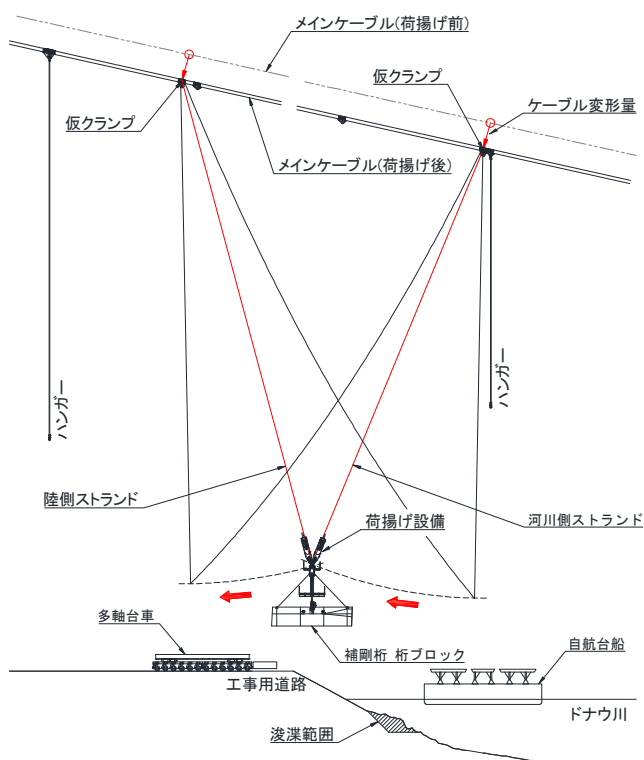 メインケーブル(荷揚げ前)
仮クランプ
ケーブル変形量
仮クランプ
メインケーブル(荷揚げ後)
ハンガー
ハンガー
陸側ストランド
河川側ストランド
荷揚げ設備
多軸台車
補剛桁 桁ブロック
自航台船
工事用道路
ドナウ川
浚渫範囲